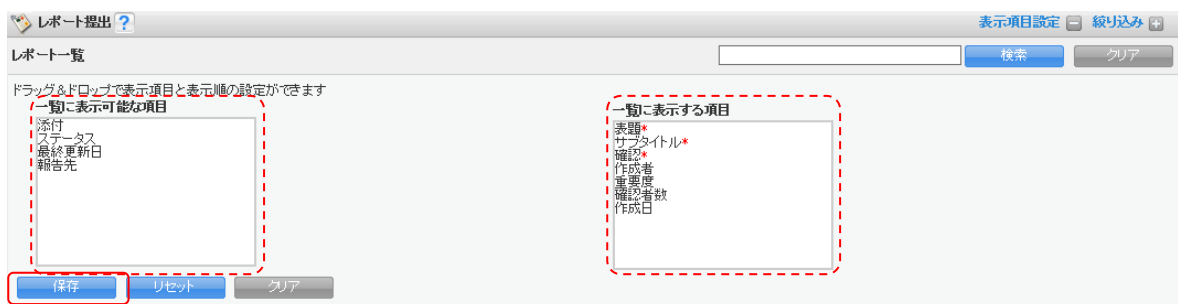 レポート提出 ? 表示項目設定 絞り込み
レポート一覧 検索 クリア
ドラッグ&ドロップで表示項目と表示順の設定ができます
一覧に表示可能な項目
添付
ステータス
最終更新日
報告先
一覧に表示する項目
表題*
サブタイトル*
確認*
作成者
重要度
確認者数
作成日
保存 リセット クリア